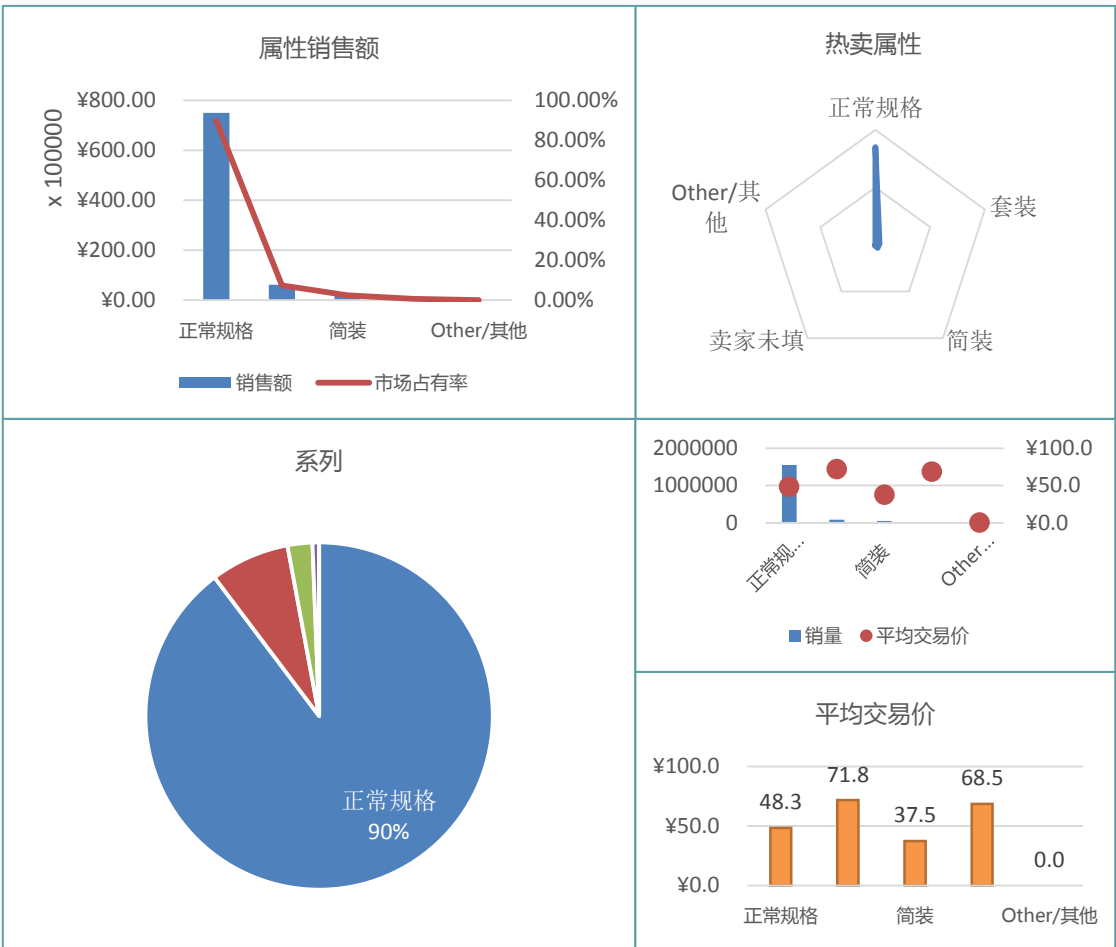 属性销售额
x 100000
¥800.00
¥600.00
¥400.00
¥200.00
¥0.00
100.00%
80.00%
60.00%
40.00%
20.00%
0.00%
正常规格
简装
Other/其他
销售额
市场占有率
热卖属性
正常规格
套装
简装
卖家未填
Other/其
他
系列
正常规格
90%
2000000
1000000
0
¥100.0
¥50.0
¥0.0
正常规...
简装
Other...
销量
平均交易价
平均交易价
¥100.0
¥50.0
¥0.0
48.3
71.8
37.5
68.5
0.0
正常规格
简装
Other/其他